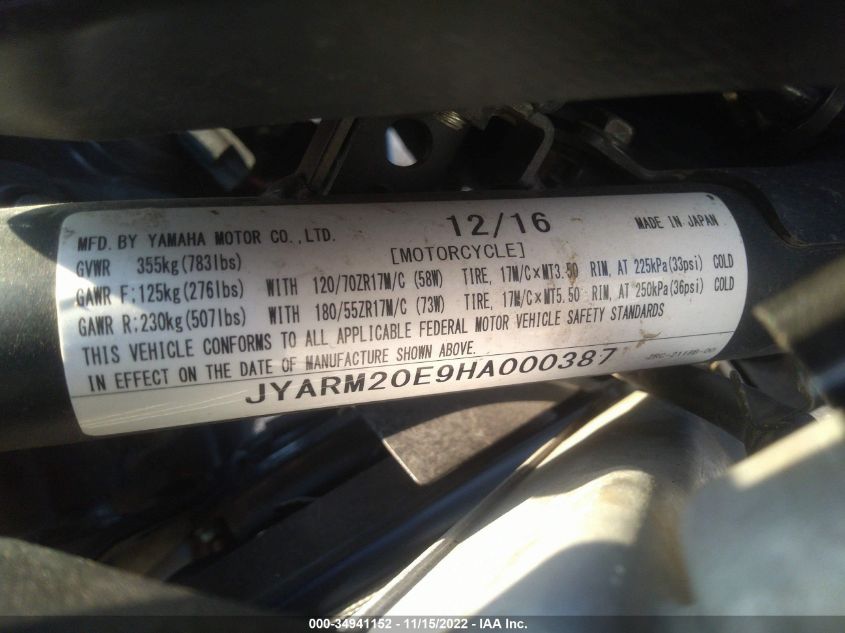 12/16
MADE IN JAPAN
MFD. BY YAMAHA MOTOR CO.,LTD.
[MOTORCYCLE]
GVWR 355kg(783lbs)
GAWR F:125kg(276lbs) WITH 120/70ZR17M/C (58W) TIRE, 17M/C×MT3.50 RIM, AT 225kPa(33psi) COLD
GAWR R:230kg(507lbs) WITH 180/55ZR17M/C (73W) TIRE, 17M/C×MT5.50 RIM, AT 250kPa(36psi) COLD
THIS VEHICLE CONFORMS TO ALL APPLICABLE FEDERAL MOTOR VEHICLE SAFETY STANDARDS
IN EFFECT ON THE DATE OF MANUFACTURE SHOWN ABOVE.
JYARM20E9HA000387
000-34941152 - 11/15/2022 - IAA Inc.